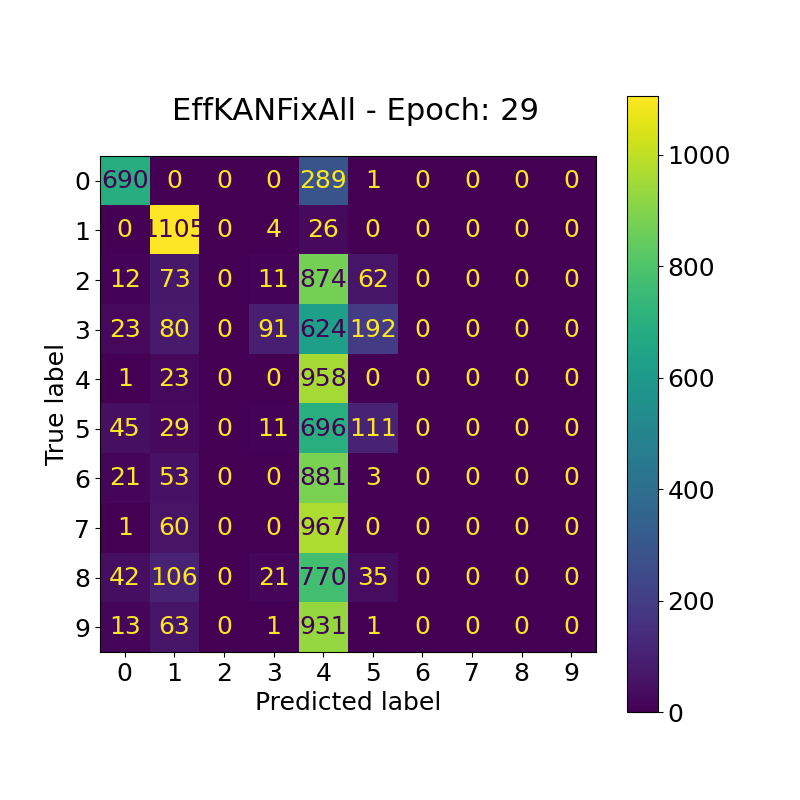 EffKANFixAll - Epoch: 29
0 690 0 0 0 289 1 0 0 0 0
1 0 1105 0 4 26 0 0 0 0 0
2 12 73 0 11 874 62 0 0 0 0
3 23 80 0 91 624 192 0 0 0 0
4 1 23 0 0 958 0 0 0 0 0
5 45 29 0 11 696 111 0 0 0 0
6 21 53 0 0 881 3 0 0 0 0
7 1 60 0 0 967 0 0 0 0 0
8 42 106 0 21 770 35 0 0 0 0
9 13 63 0 1 931 1 0 0 0 0
0 1 2 3 4 5 6 7 8 9
Predicted label
True label
1000
800
600
400
200
0